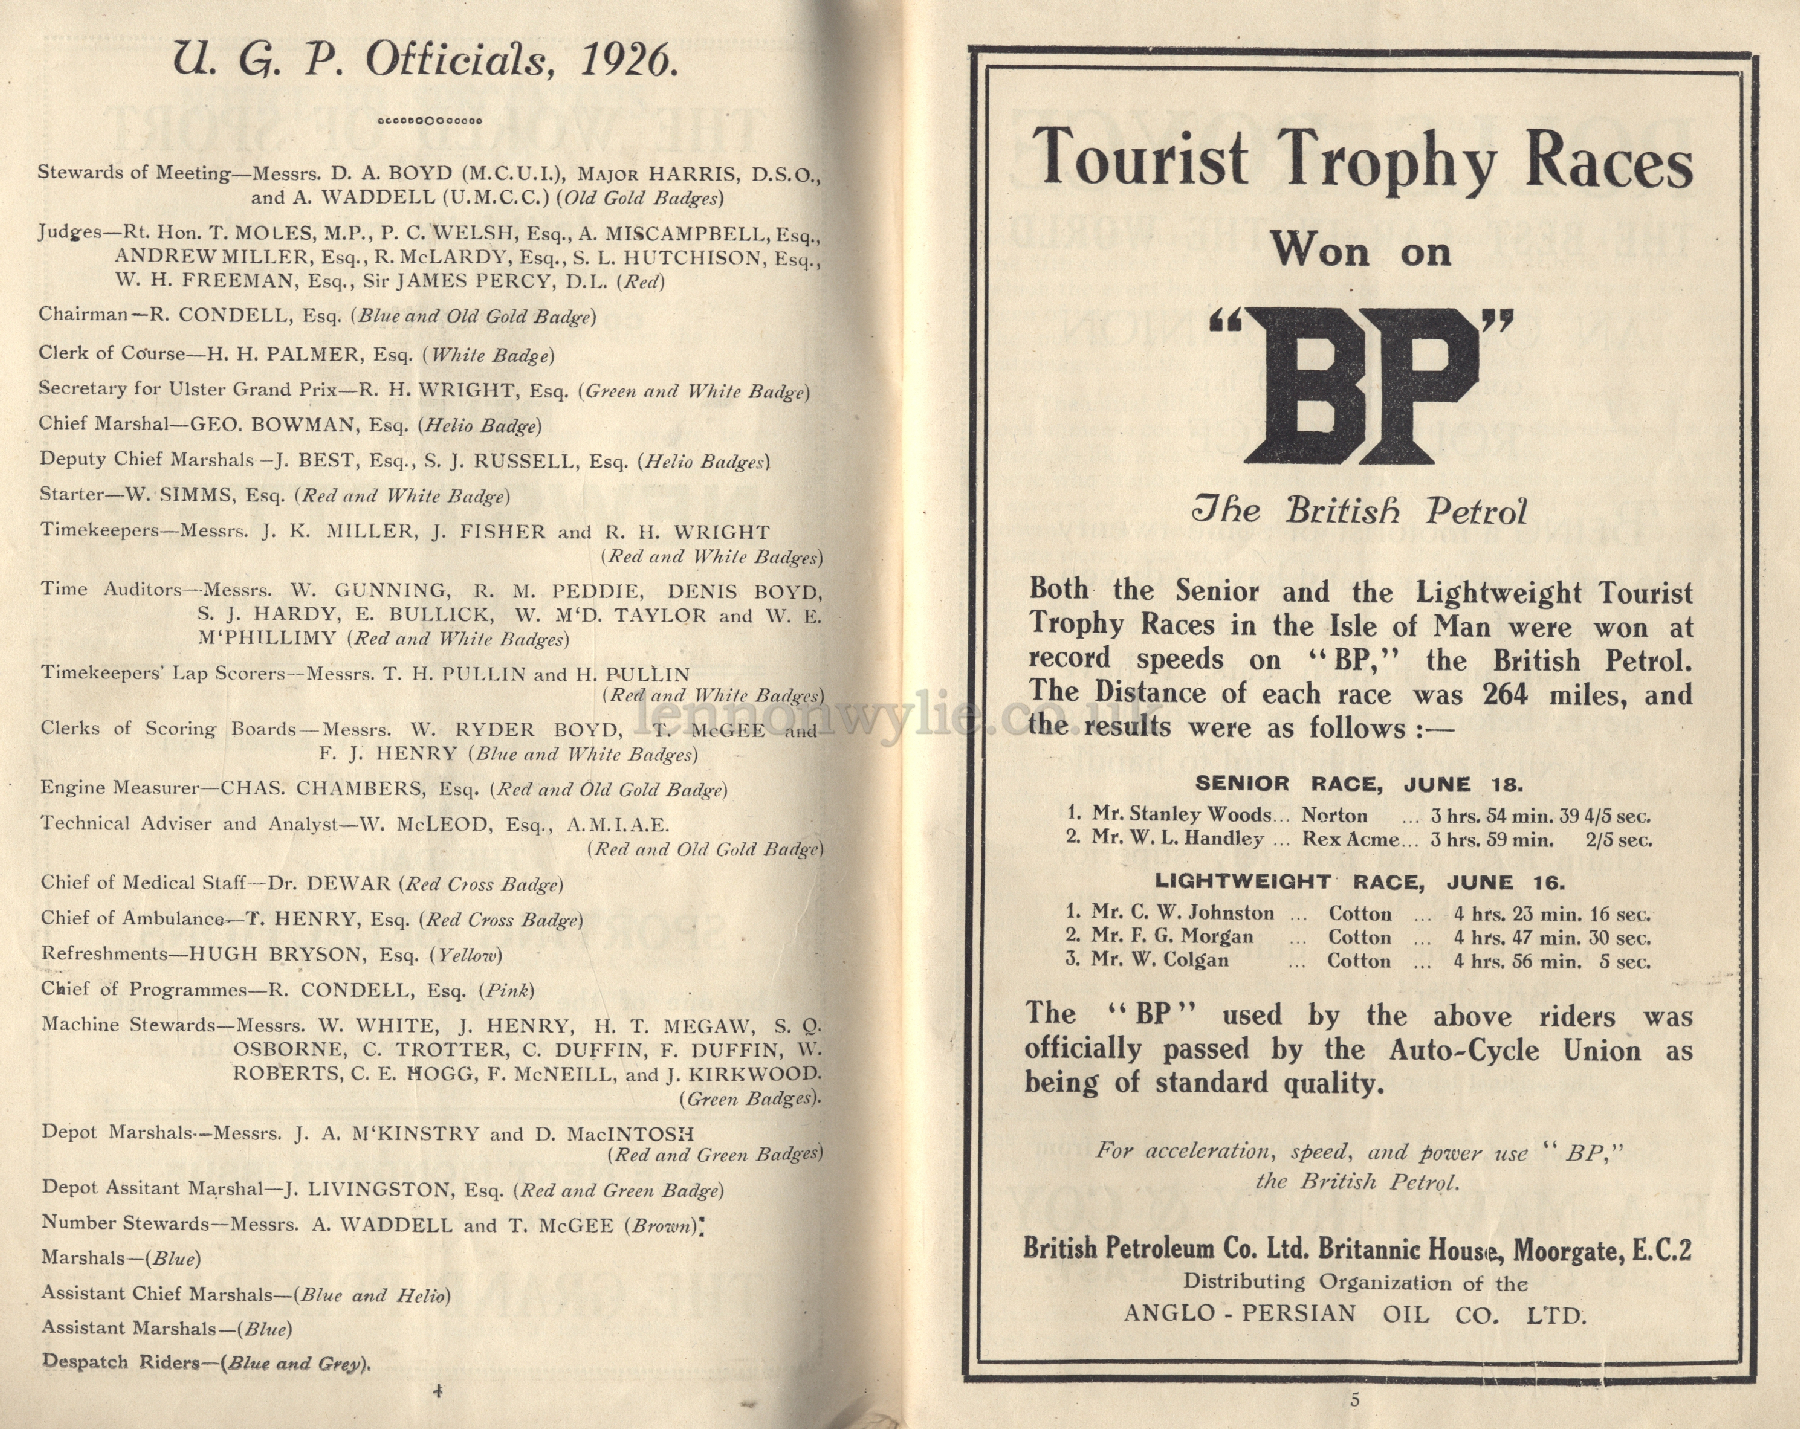 U. G. P. Officials, 1926.
Stewards of Meeting—Messrs. D. A. BOYD (M.C.U.I.), MAJOR HARRIS, D.S.O.,
and A. WADDELL (U.M.C.C.) (Old Gold Badges)
Judges—Rt. Hon. T. MOLES, M.P., P. C. WELSH, Esq., A. MISCAMPBELL, Esq.,
ANDREW MILLER, Esq., R. McLARDY, Esq., S. L. HUTCHISON, Esq.,
W. H. FREEMAN, Esq., Sir JAMES PERCY, D.L. (Red)
Chairman—R. CONDELL, Esq. (Blue and Old Gold Badge)
Clerk of Course—H. H. PALMER, Esq. (White Badge)
Secretary for Ulster Grand Prix—R. H. WRIGHT, Esq. (Green and White Badge)
Chief Marshal—GEO. BOWMAN, Esq. (Helio Badge)
Deputy Chief Marshals—J. BEST, Esq., S. J. RUSSELL, Esq. (Helio Badges)
Starter—W. SIMMS, Esq. (Red and White Badge)
Timekeepers—Messrs. J. K. MILLER, J. FISHER and R. H. WRIGHT
(Red and White Badges)
Time Auditors—Messrs. W. GUNNING, R. M. PEDDIE, DENIS BOYD,
S. J. HARDY, E. BULLICK, W. M‘D. TAYLOR and W. E.
M‘PHILLIMY (Red and White Badges)
Timekeepers' Lap Scorers—Messrs. T. H. PULLIN and H. PULLIN
(Red and White Badges)
Clerks of Scoring Boards—Messrs. W. RYDER BOYD, T. McGEE and
F. J. HENRY (Blue and White Badges)
Engine Measurer—CHAS. CHAMBERS, Esq. (Red and Old Gold Badge)
Technical Adviser and Analyst—W. McLEOD, Esq., A.M.I.A.E.
(Red and Old Gold Badge)
Chief of Medical Staff—Dr. DEWAR (Red Cross Badge)
Chief of Ambulance—T. HENRY, Esq. (Red Cross Badge)
Refreshments—HUGH BRYSON, Esq. (Yellow)
Chief of Programmes—R. CONDELL, Esq. (Pink)
Machine Stewards—Messrs. W. WHITE, J. HENRY, H. T. MEGAW, S. Q.
OSBORNE, C. TROTTER, C. DUFFIN, F. DUFFIN, W.
ROBERTS, C. E. HOGG, F. McNEILL, and J. KIRKWOOD.
(Green Badges).
Depot Marshals—Messrs. J. A. M‘KINSTRY and D. MacINTOSH
(Red and Green Badges)
Depot Assitant Marshal—J. LIVINGSTON, Esq. (Red and Green Badge)
Number Stewards—Messrs. A. WADDELL and T. McGEE (Brown).
Marshals—(Blue)
Assistant Chief Marshals—(Blue and Helio)
Assistant Marshals—(Blue)
Despatch Riders—(Blue and Grey).
4
Tourist Trophy Races
Won on
“BP”
The British Petrol
Both the Senior and the Lightweight Tourist
Trophy Races in the Isle of Man were won at
record speeds on “BP,” the British Petrol.
The Distance of each race was 264 miles, and
the results were as follows :—
SENIOR RACE, JUNE 18.
1. Mr. Stanley Woods... Norton ... 3 hrs. 54 min. 39 4/5 sec.
2. Mr. W. L. Handley ... Rex Acme... 3 hrs. 59 min. 2/5 sec.
LIGHTWEIGHT RACE, JUNE 16.
1. Mr. C. W. Johnston ... Cotton ... 4 hrs. 23 min. 16 sec.
2. Mr. F. G. Morgan ... Cotton ... 4 hrs. 47 min. 30 sec.
3. Mr. W. Colgan ... Cotton ... 4 hrs. 56 min. 5 sec.
The “BP” used by the above riders was
officially passed by the Auto-Cycle Union as
being of standard quality.
For acceleration, speed, and power use “BP,”
the British Petrol.
British Petroleum Co. Ltd. Britannic House, Moorgate, E.C.2
Distributing Organization of the
ANGLO-PERSIAN OIL CO. LTD.
5
lennonwylie.co.uk